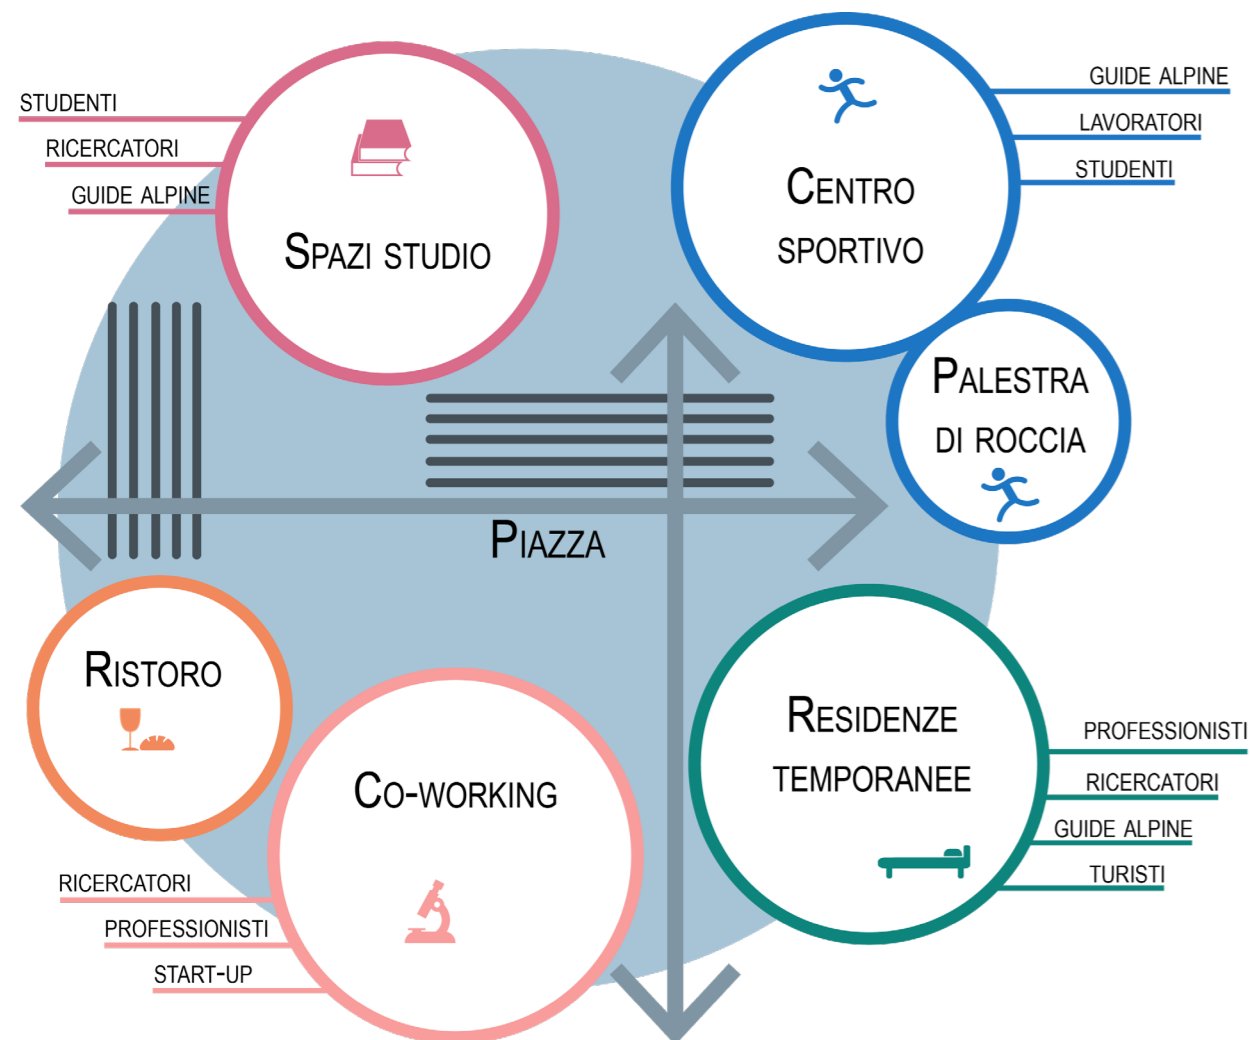 STUDENTI
RICERCATORI
GUIDE ALPINE
SPAZI STUDIO
GUIDE ALPINE
LAVORATORI
STUDENTI
CENTRO
SPORTIVO
PALESTRA
DI ROCCIA
PIAZZA
RISTORO
CO-WORKING
RICERCATORI
PROFESSIONISTI
START-UP
RESIDENZE
TEMPORANEE
PROFESSIONISTI
RICERCATORI
GUIDE ALPINE
TURISTI